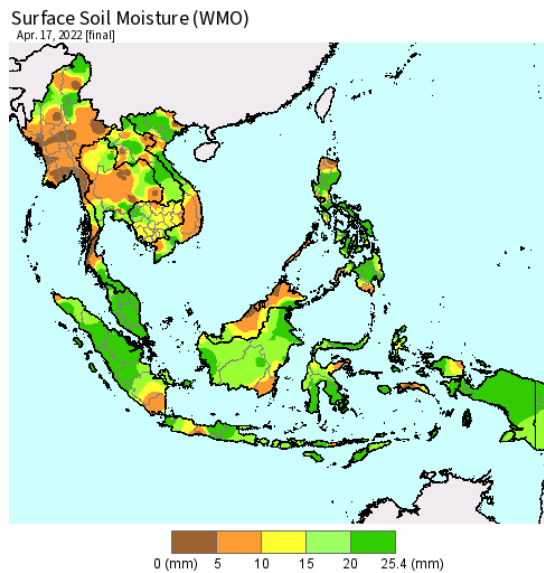 Surface Soil Moisture (WMO)
Apr. 17, 2022 [final]
0 (mm) 5 10 15 20 25.4 (mm)